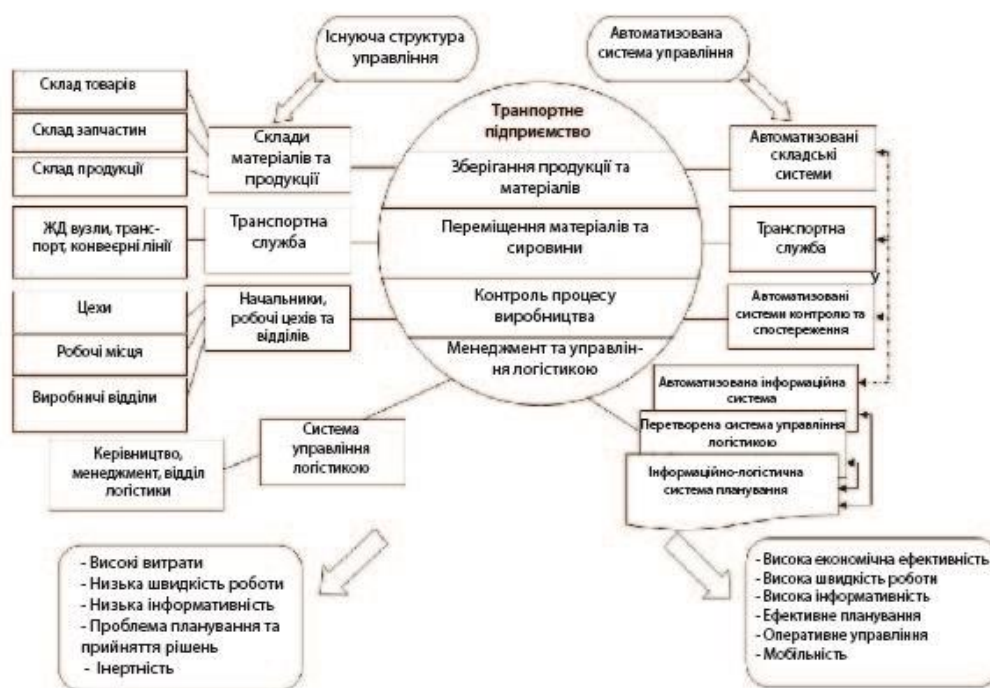 Існуюча структура
управління
Автоматизована
система управління
Склад товарів
Склад запчастин
Склад продукції
ЖД вузли, транс-
порт, конвеєрні лінії
Цехи
Робочі місця
Виробничі відділи
Керівництво,
менеджмент, відділ
логістики
Склади
матеріалів та
продукції
Транспортна
служба
Начальники,
робочі цехів та
відділів
Система
управління
логістикою
Транпортне
підприємство
Зберігання продукції та
матеріалів
Переміщення матеріалів та
сировини
Контроль процесу
виробництва
Менеджмент та управлін-
ня логістикою
Автоматизовані
складські
системи
Транспортна
служба
у
Автоматизовані
системи контролю та
спостереження
Автоматизована інформаційна
система
Перетворена система управління
логістикою
Інформаційно-логістична
система планування
- Високі витрати
- Низька швидкість роботи
- Низька інформативність
- Проблема планування та
прийняття рішень
- Інертність
- Висока економічна ефективність
- Висока швидкість роботи
- Висока інформативність
- Ефективне планування
- Оперативне управління
- Мобільність